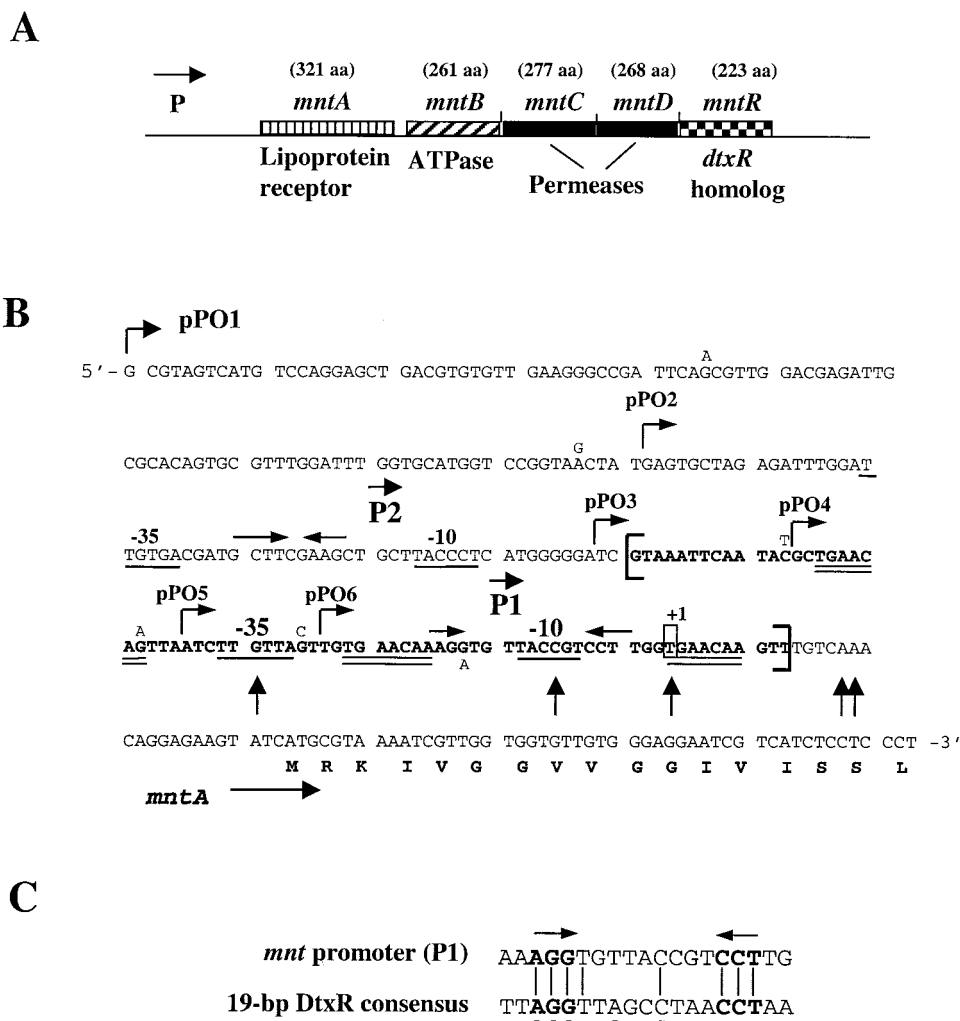 A
(321 aa) (261 aa) (277 aa) (268 aa) (223 aa)
P mntA mntB mntC mntD mntR
Lipoprotein receptor
ATPase
Permeases
dtxR homolog
B
pPO1
A
5'-G CGTAGTCATG TCCAGGAGCT GACGTGTGTT GAAGGGCCGA TTCAGCGTTG GACGAGATTG
pPO2
G
CGCACAGTGC GTTTGGATTT GGTGCATGGT CCGGTAACTA TGAGTGCTAG AGATTTGGAT
P2 pPO3 pPO4
-35 -10 T
TGTGACGATG CTTCGAAGCT GCTTACCCTC ATGGGGGATC GTAAATTCAA TACGCTGAAC
pPO5 pPO6 P1
A -35 C -10 +1
AGTTAATCTT GTTAGTTGTG AACAAAGGTG TTACCGTCCT TGGTGAACAA GTTTGTCAAA
A
CAGGAGAAGT ATCATGCGTA AAATCGTTGG TGGTGTTGTG GGAGGAATCG TCATCTCCTC CCT -3'
M R K I V G G V V G G I V I S S L
mntA
C
mnt promoter (P1) AAAGGTGTTACCGTCCTTG
19-bp DtxR consensus TTAGGTTAGCCTAACCTAA